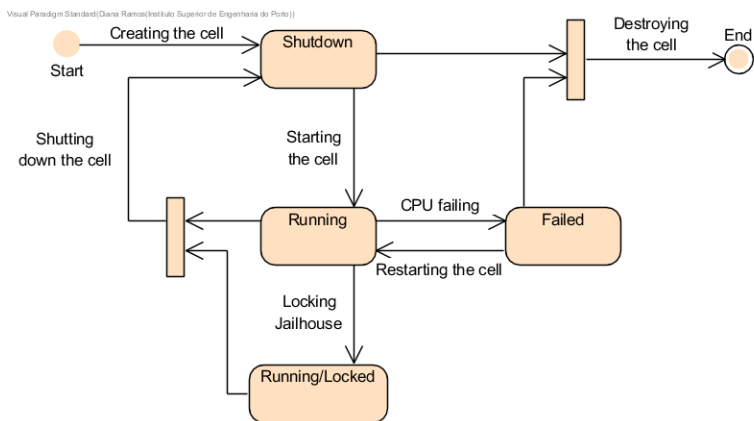 Visual Paradigm Standard(Diana Ramos(Instituto Superior de Engenharia do Porto))
Creating the cell
Start
Shutdown
Destroying
the cell
End
Shutting
down the cell
Starting
the cell
Running
CPU failing
Failed
Restarting the cell
Locking
Jailhouse
Running/Locked